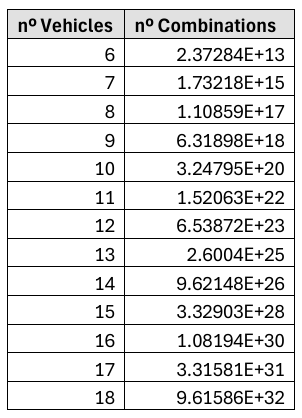 nº Vehicles nº Combinations
6 2.37284E+13
7 1.73218E+15
8 1.10859E+17
9 6.31898E+18
10 3.24795E+20
11 1.52063E+22
12 6.53872E+23
13 2.6004E+25
14 9.62148E+26
15 3.32903E+28
16 1.08194E+30
17 3.31581E+31
18 9.61586E+32